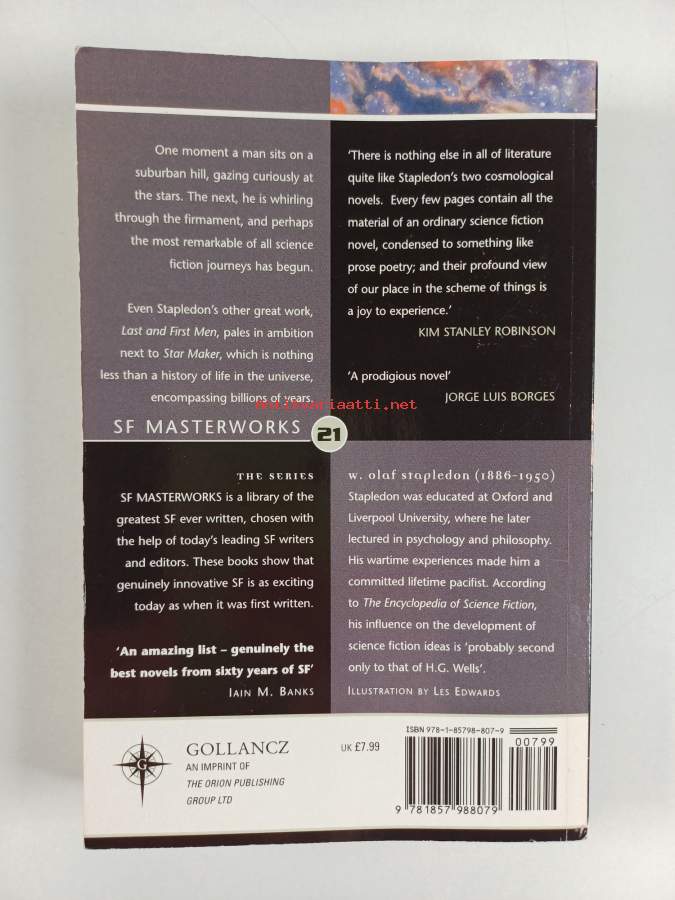 One moment a man sits on a
suburban hill, gazing curiously at
the stars. The next, he is whirling
through the firmament, and perhaps
the most remarkable of all science
fiction journeys has begun.
Even Stapledon's other great work,
Last and First Men, pales in ambition
next to Star Maker, which is nothing
less than a history of life in the universe,
encompassing billions of years.
'There is nothing else in all of literature
quite like Stapledon's two cosmological
novels. Every few pages contain all the
material of an ordinary science fiction
novel, condensed to something like
prose poetry; and their profound view
of our place in the scheme of things is
a joy to experience.'
KIM STANLEY ROBINSON
'A prodigious novel'
JORGE LUIS BORGES
antikvariaatti.net
SF MASTERWORKS 21
THE SERIES
SF MASTERWORKS is a library of the
greatest SF ever written, chosen with
the help of today's leading SF writers
and editors. These books show that
genuinely innovative SF is as exciting
today as when it was first written.
'An amazing list – genuinely the
best novels from sixty years of SF'
IAIN M. BANKS
w. olaf stapledon (1886-1950)
Stapledon was educated at Oxford and
Liverpool University, where he later
lectured in psychology and philosophy.
His wartime experiences made him a
committed lifetime pacifist. According
to The Encyclopedia of Science Fiction,
his influence on the development of
science fiction ideas is 'probably second
only to that of H.G. Wells'.
ILLUSTRATION BY LES EDWARDS
G
GOLLANCZ
AN IMPRINT OF
THE ORION PUBLISHING
GROUP LTD
UK £7.99
ISBN 978-1-85798-807-9
00799
9 781857 988079